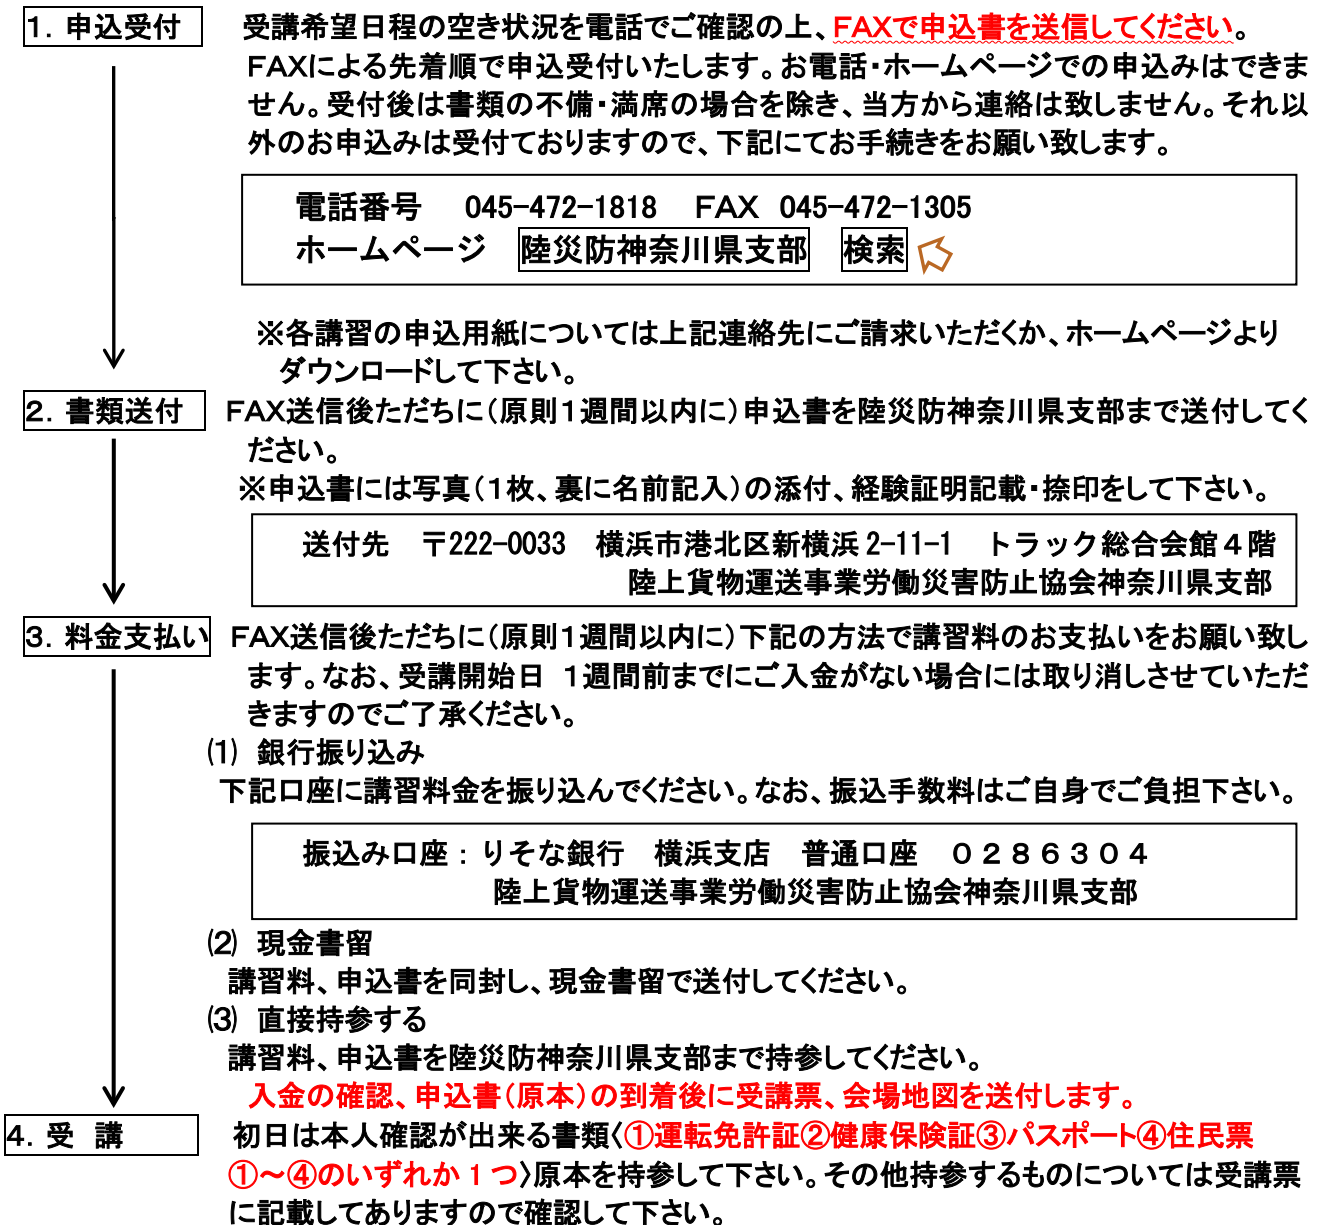 1．申込受付　受講希望日程の空き状況を電話でご確認の上、FAXで申込書を送信してください。
FAXによる先着順で申込受付いたします。お電話・ホームページでの申込みはできま
せん。受付後は書類の不備・満席の場合を除き、当方から連絡は致しません。それ以
外のお申込みは受付ておりますので、下記にてお手続きをお願い致します。
電話番号　045-472-1818　FAX　045-472-1305
ホームページ　陸災防神奈川県支部　検索
※各講習の申込用紙については上記連絡先にご請求いただくか、ホームページより
ダウンロードして下さい。
2．書類送付　FAX送信後ただちに（原則1週間以内に）申込書を陸災防神奈川県支部まで送付してく
ださい。
※申込書には写真（1枚、裏に名前記入）の添付、経験証明記載・捺印をして下さい。
送付先　〒222-0033　横浜市港北区新横浜2-11-1　トラック総合会館４階
陸上貨物運送事業労働災害防止協会神奈川県支部
3．料金支払い　FAX送信後ただちに（原則1週間以内に）下記の方法で講習料のお支払いをお願い致し
ます。なお、受講開始日　1週間前までにご入金がない場合には取り消しさせていただ
きますのでご了承ください。
⑴　銀行振り込み
下記口座に講習料金を振り込んでください。なお、振込手数料はご自身でご負担下さい。
振込み口座：りそな銀行　横浜支店　普通口座　０２８６３０４
陸上貨物運送事業労働災害防止協会神奈川県支部
⑵　現金書留
講習料、申込書を同封し、現金書留で送付してください。
⑶　直接持参する
講習料、申込書を陸災防神奈川県支部まで持参してください。
入金の確認、申込書（原本）の到着後に受講票、会場地図を送付します。
4．受　講　初日は本人確認が出来る書類〈①運転免許証②健康保険証③パスポート④住民票
①～④のいずれか１つ〉原本を持参して下さい。その他持参するものについては受講票
に記載してありますので確認して下さい。